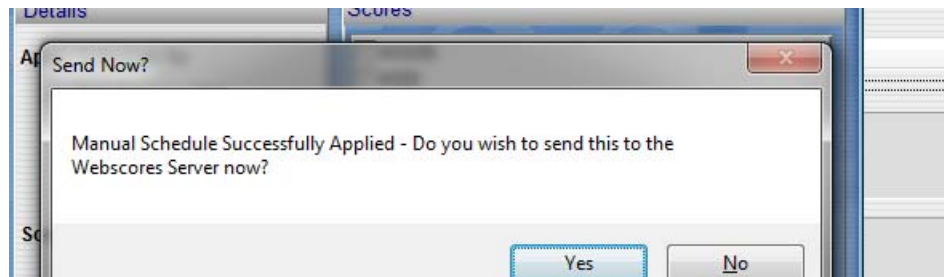 Details
Scores
Send Now?
Manual Schedule Successfully Applied - Do you wish to send this to the
Webscores Server now?
Yes
No